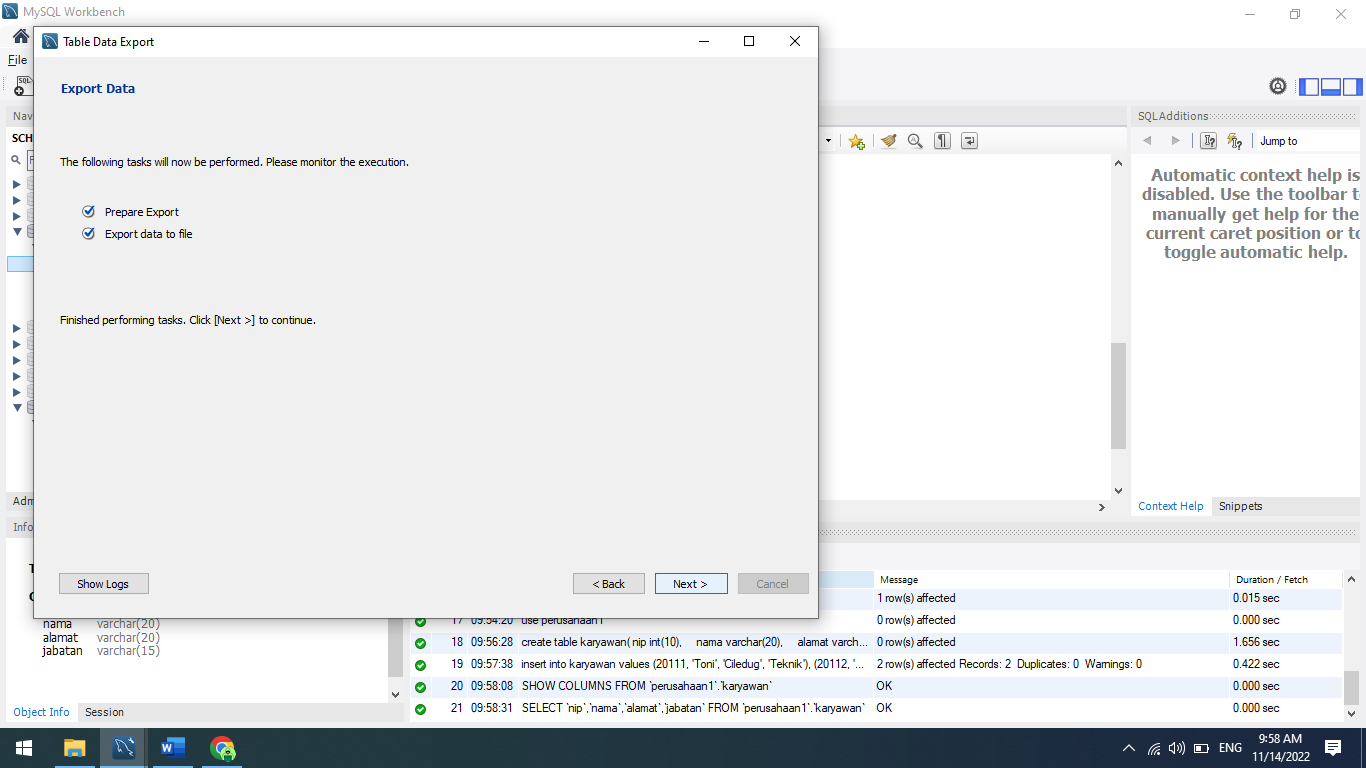 MySQL Workbench
Table Data Export
File
Export Data
Nav
SQLAdditions
SCH
Jump to
The following tasks will now be performed. Please monitor the execution.
Automatic context help is
disabled. Use the toolbar t
manually get help for the
current caret position or to
toggle automatic help.
Prepare Export
Export data to file
Finished performing tasks. Click [Next >] to continue.
Adm
Context Help Snippets
Info
Show Logs
< Back
Next >
Cancel
Message Duration / Fetch
1 row(s) affected 0.015 sec
nama varchar(20)
17 09:54:20 use perusahaan1 0 row(s) affected 0.000 sec
alamat varchar(20)
18 09:56:28 create table karyawan( nip int(10), nama varchar(20), alamat varch... 0 row(s) affected 1.656 sec
jabatan varchar(15)
19 09:57:38 insert into karyawan values (20111, 'Toni', 'Ciledug', 'Teknik'), (20112, '... 2 row(s) affected Records: 2 Duplicates: 0 Warnings: 0 0.422 sec
20 09:58:08 SHOW COLUMNS FROM `perusahaan1`.`karyawan` OK 0.000 sec
21 09:58:31 SELECT `nip`,`nama`,`alamat`,`jabatan` FROM `perusahaan1`.`karyawan` OK 0.000 sec
Object Info Session
ENG
9:58 AM
11/14/2022